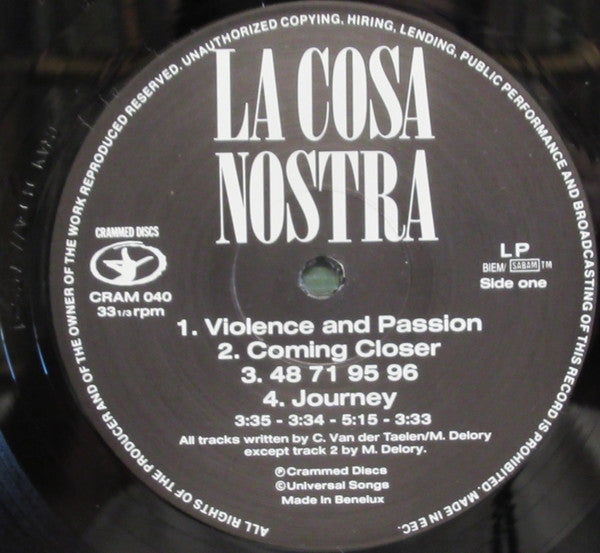 ALL RIGHTS OF THE PRODUCER AND OF THE OWNER OF THE WORK REPRODUCED RESERVED. UNAUTHORIZED COPYING, HIRING, LENDING, PUBLIC PERFORMANCE AND BROADCASTING OF THIS RECORD IS PROHIBITED. MADE IN EEC.
LA COSA
NOSTRA
CRAMMED DISCS
CRAM 040
33 1/3 rpm
LP
BIEM/ SABAM TM
Side one
1. Violence and Passion
2. Coming Closer
3. 48 71 95 96
4. Journey
3:35 - 3:34 - 5:15 - 3:33
All tracks written by C. Van der Taelen/M. Delory
except track 2 by M. Delory.
ⓟCrammed Discs
©Universal Songs
Made in Benelux